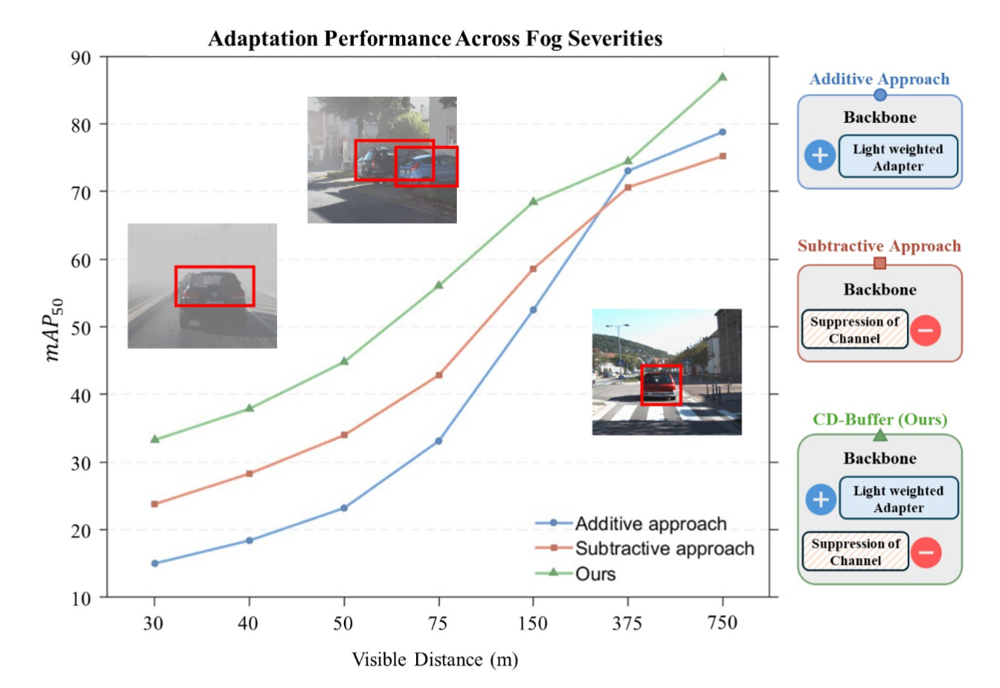 Adaptation Performance Across Fog Severities
90
80
70
60
50
40
30
20
10
mAP50
30 40 50 75 150 375 750
Visible Distance (m)
Additive approach
Subtractive approach
Ours
Additive Approach
Backbone
+
Light weighted
Adapter
Subtractive Approach
Backbone
Suppression of
Channel
−
CD-Buffer (Ours)
Backbone
+
Light weighted
Adapter
Suppression of
Channel
−